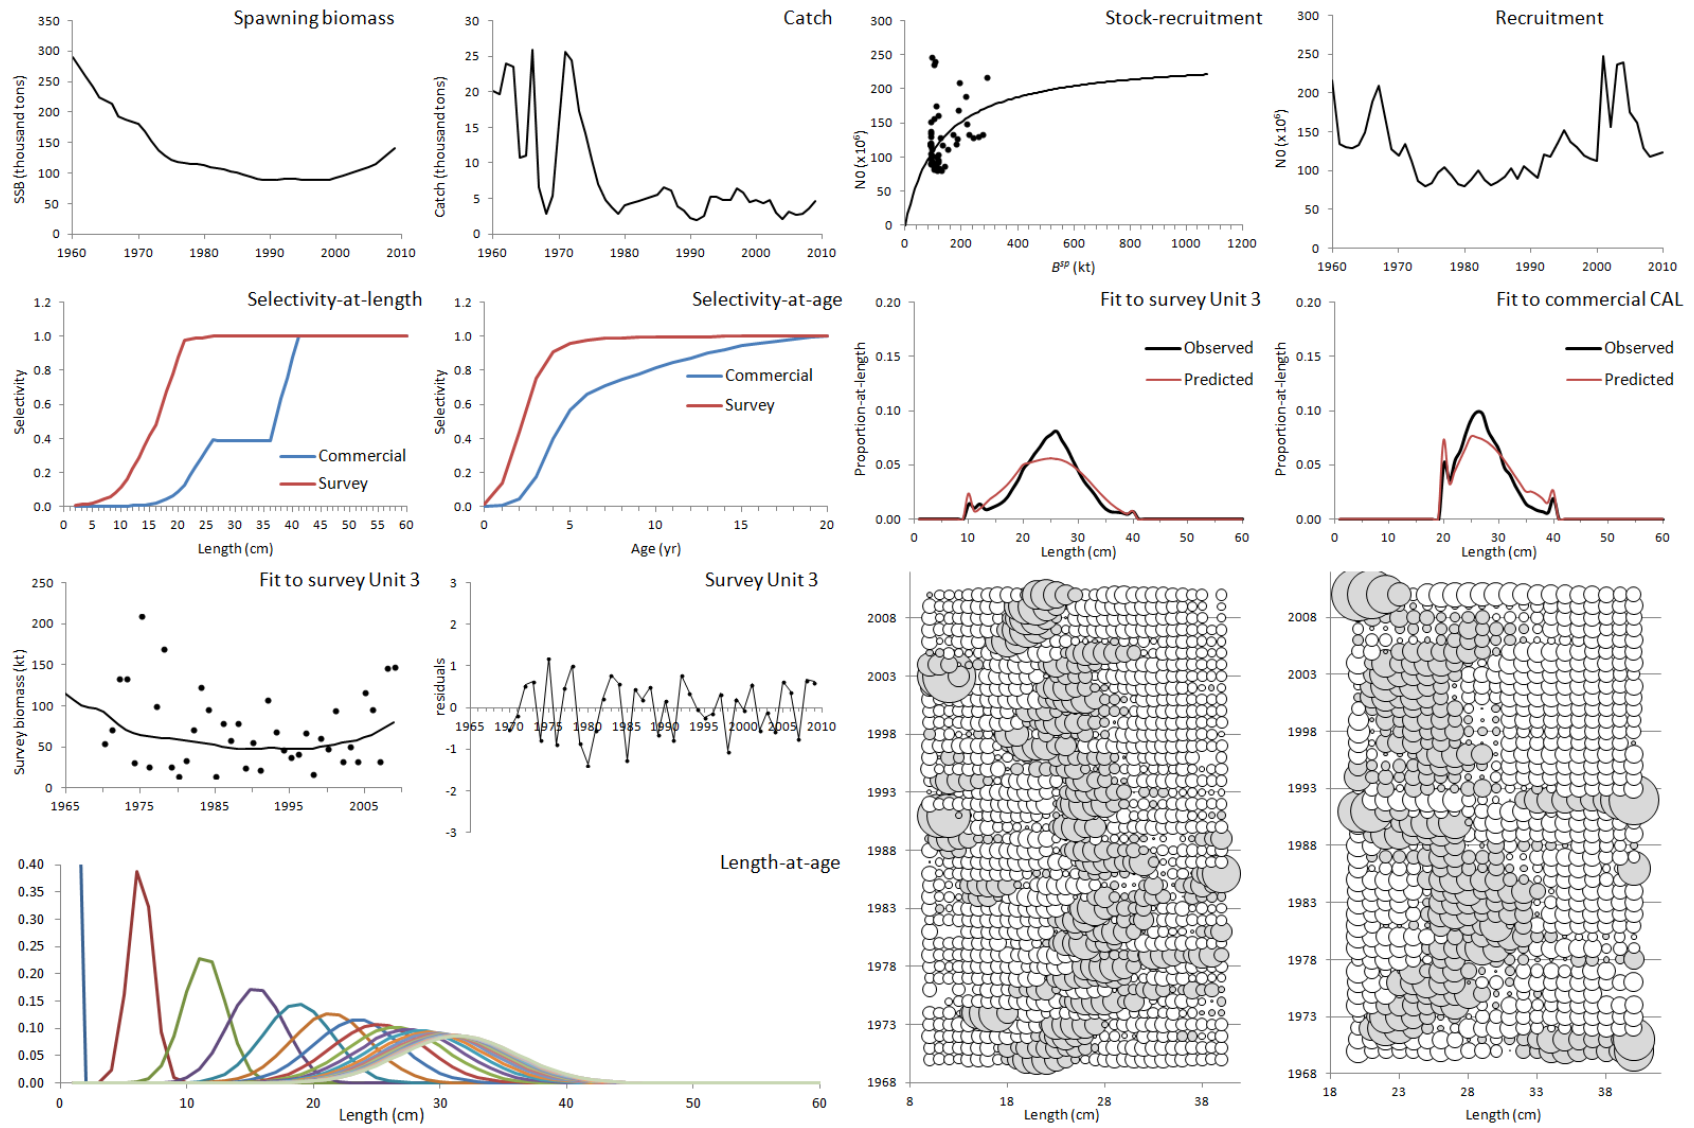 Spawning biomass
SSB (thousand tons)
350
300
250
200
150
100
50
0
1960 1970 1980 1990 2000 2010
Catch
Catch (thousand tons)
30
25
20
15
10
5
0
1960 1970 1980 1990 2000 2010
Stock-recruitment
N0 (x10⁶)
300
250
200
150
100
50
0
0 200 400 600 800 1000 1200
Bˢᵖ (kt)
Recruitment
N0 (x10⁶)
300
250
200
150
100
50
0
1960 1970 1980 1990 2000 2010
Selectivity-at-length
Selectivity
1.2
1.0
0.8
0.6
0.4
0.2
0.0
Commercial
Survey
0 5 10 15 20 25 30 35 40 45 50 55 60
Length (cm)
Selectivity-at-age
Selectivity
1.2
1.0
0.8
0.6
0.4
0.2
0.0
Commercial
Survey
0 5 10 15 20
Age (yr)
Fit to survey Unit 3
Proportion-at-length
0.20
0.15
0.10
0.05
0.00
Observed
Predicted
0 10 20 30 40 50 60
Length (cm)
Fit to commercial CAL
Proportion-at-length
0.20
0.15
0.10
0.05
0.00
Observed
Predicted
0 10 20 30 40 50 60
Length (cm)
Fit to survey Unit 3
Survey biomass (kt)
250
200
150
100
50
0
1965 1975 1985 1995 2005
Survey Unit 3
residuals
3
2
1
0
-1
-2
-3
1965 1970 1975 1980 1985 1990 1995 2000 2005 2010
2008
2003
1998
1993
1988
1983
1978
1973
1968
8 18 28 38
Length (cm)
2008
2003
1998
1993
1988
1983
1978
1973
1968
18 23 28 33 38
Length (cm)
Length-at-age
0.40
0.35
0.30
0.25
0.20
0.15
0.10
0.05
0.00
0 10 20 30 40 50 60
Length (cm)